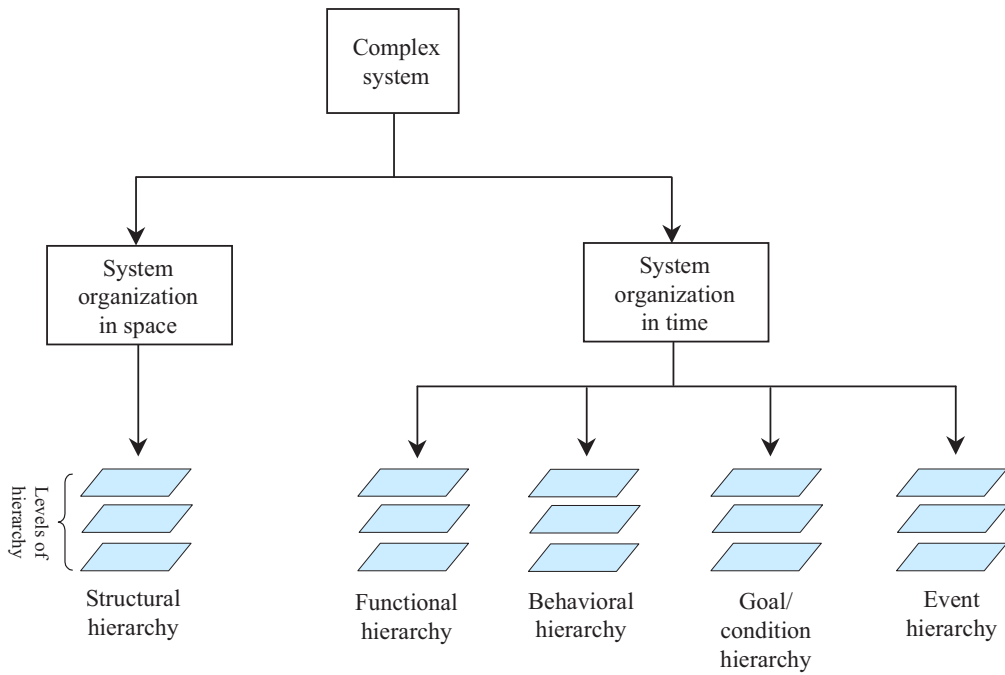 Complex
system
System
organization
in space
System
organization
in time
Levels of
hierarchy
Structural
hierarchy
Functional
hierarchy
Behavioral
hierarchy
Goal/
condition
hierarchy
Event
hierarchy